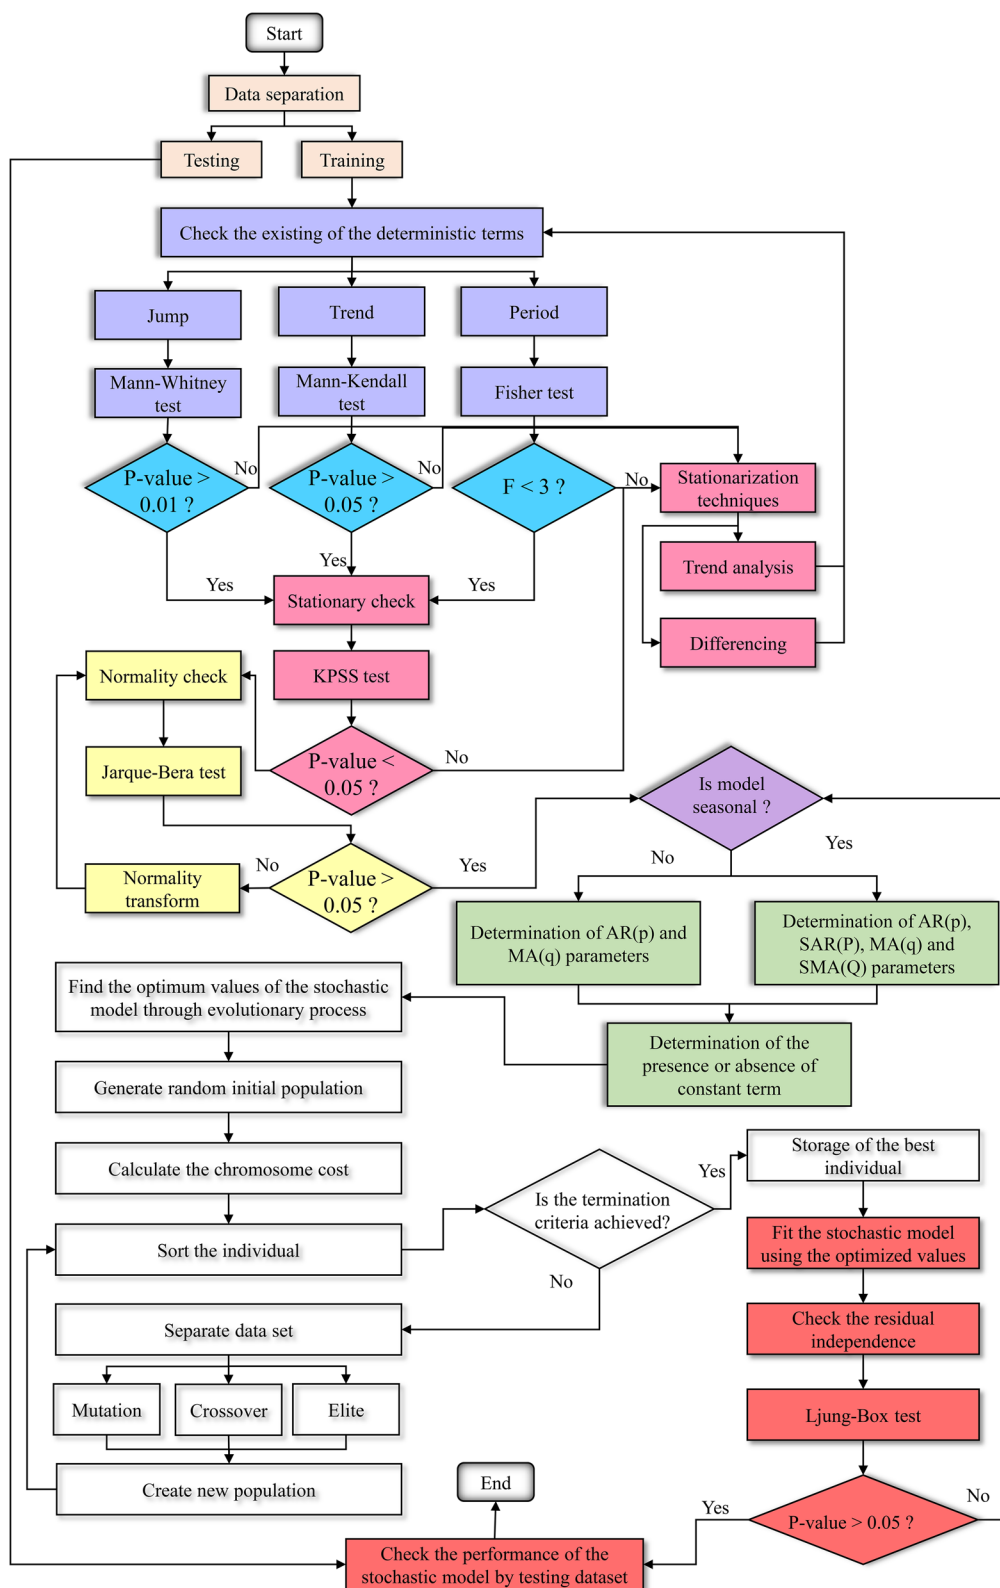 Start
Data separation
Testing
Training
Check the existing of the deterministic terms
Jump
Trend
Period
Mann-Whitney
test
Mann-Kendall
test
Fisher test
P-value >
0.01 ?
No
P-value >
0.05 ?
No
F < 3 ?
No
Stationarization
techniques
Yes
Yes
Yes
Trend analysis
Stationary check
Differencing
KPSS test
Normality check
P-value <
0.05 ?
No
Jarque-Bera test
Is model
seasonal ?
No
Yes
P-value >
0.05 ?
No
Yes
Normality
transform
Determination of AR(p) and
MA(q) parameters
Determination of AR(p),
SAR(P), MA(q) and
SMA(Q) parameters
Find the optimum values of the stochastic
model through evolutionary process
Determination of the
presence or absence of
constant term
Generate random initial population
Calculate the chromosome cost
Sort the individual
Is the termination
criteria achieved?
Yes
No
Storage of the best
individual
Fit the stochastic model
using the optimized values
Separate data set
Check the residual
independence
Mutation
Crossover
Elite
Ljung-Box test
Create new population
End
Yes
P-value > 0.05 ?
No
Check the performance of the
stochastic model by testing dataset